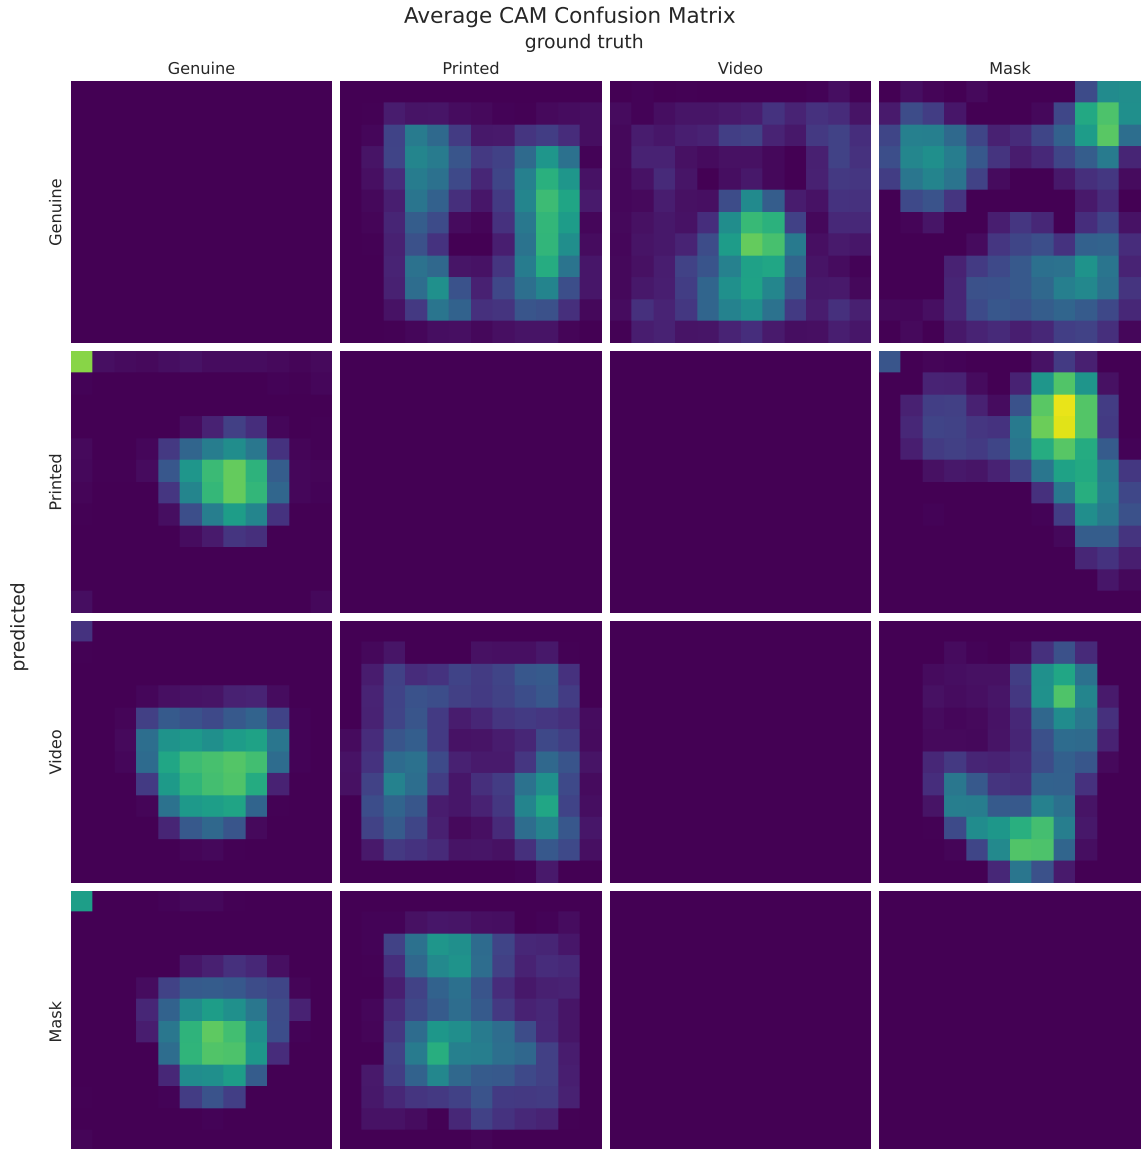 Average CAM Confusion Matrix
ground truth
Genuine Printed Video Mask
Genuine
Printed
predicted
Video
Mask